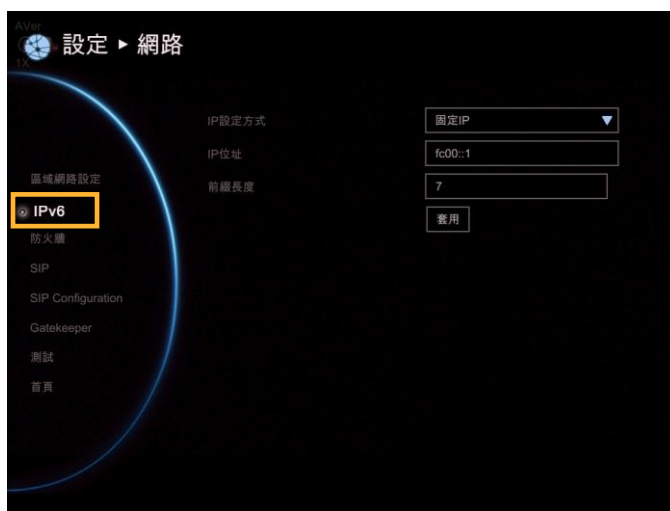 AVer
設定 ▸ 網路
1X
IP設定方式
固定IP
IP位址
fc00::1
前綴長度
7
套用
區域網路設定
IPv6
防火牆
SIP
SIP Configuration
Gatekeeper
測試
首頁